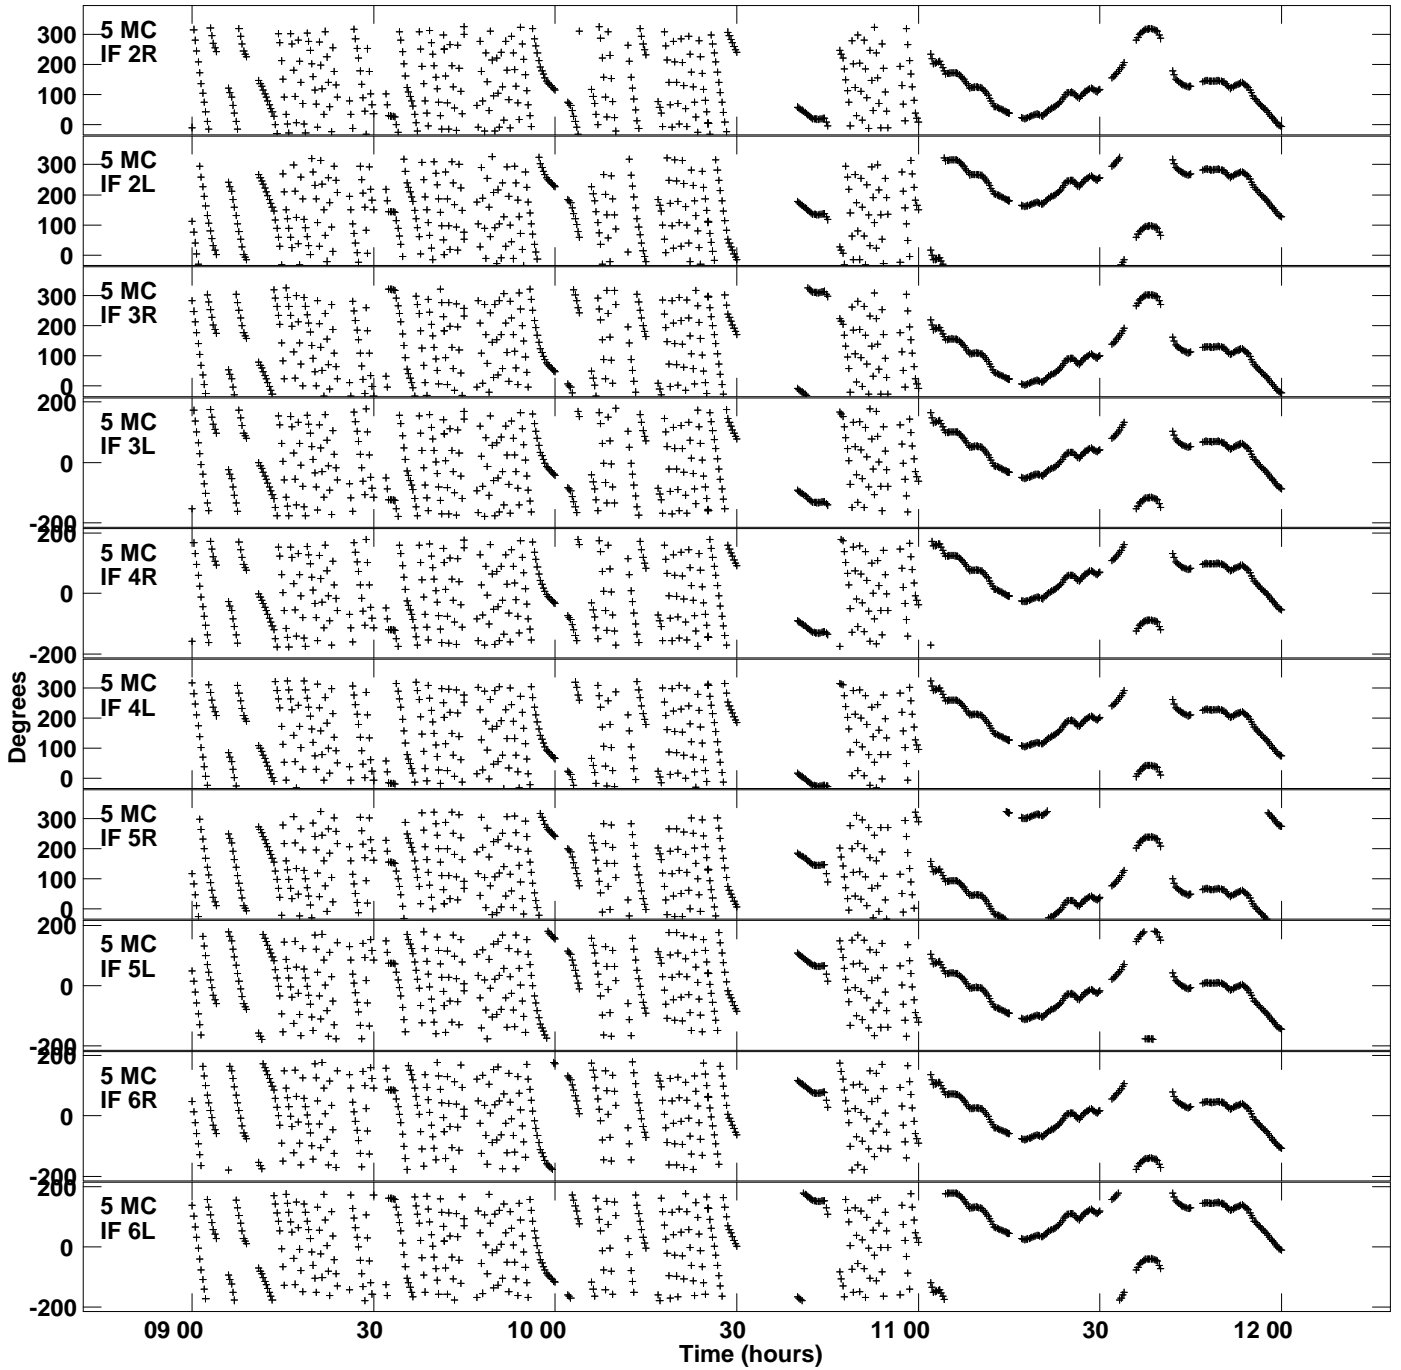 5 MC
IF 2R
300
200
100
0
5 MC
IF 2L
300
200
100
0
5 MC
IF 3R
300
200
100
0
5 MC
IF 3L
200
0
-200
5 MC
IF 4R
200
0
-200
5 MC
IF 4L
300
200
100
0
Degrees
5 MC
IF 5R
300
200
100
0
5 MC
IF 5L
200
0
-200
5 MC
IF 6R
200
0
-200
5 MC
IF 6L
200
0
-200
09 00 30 10 00 30 11 00 30 12 00
Time (hours)